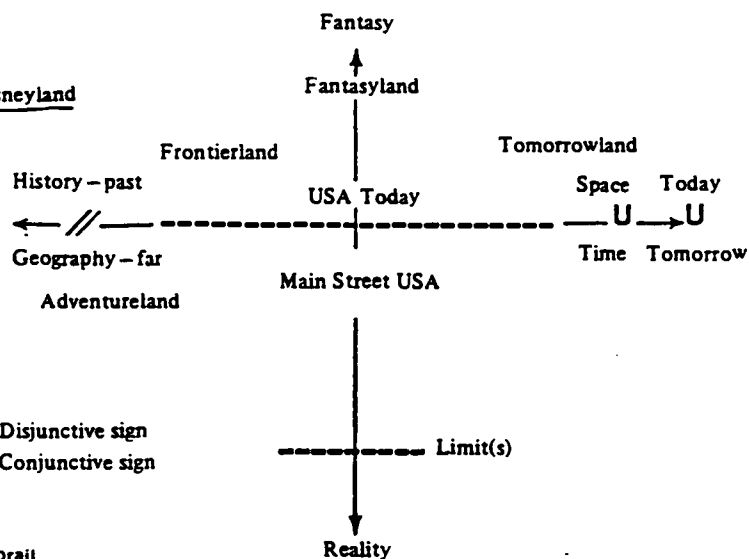 Fantasy
Fantasyland
sneyland
Frontierland
Tomorrowland
History – past
USA Today
Space Today
U U
Geography – far
Time Tomorrow
Adventureland
Main Street USA
Disjunctive sign
Conjunctive sign
Limit(s)
Reality